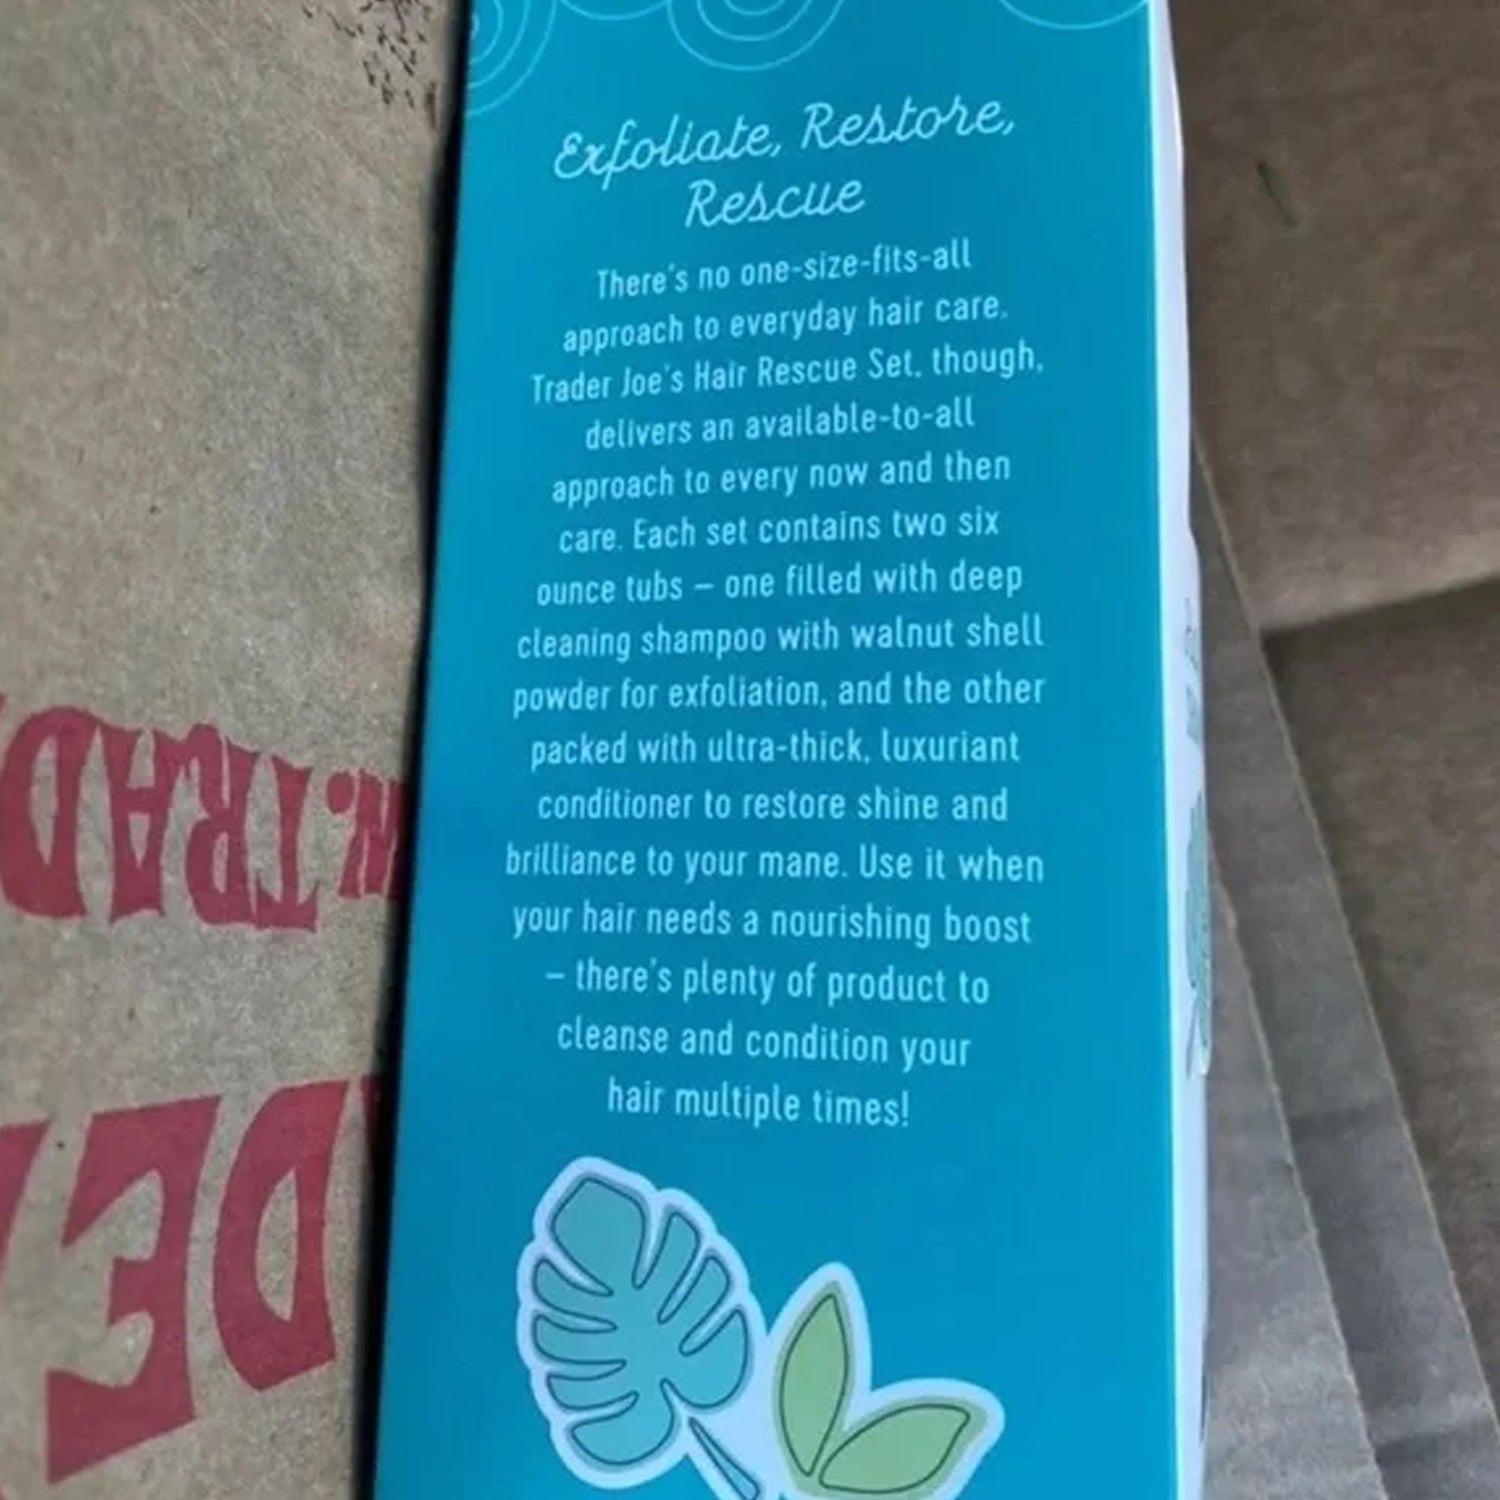 Exfoliate, Restore,
Rescue
There's no one-size-fits-all
approach to everyday hair care.
Trader Joe's Hair Rescue Set, though,
delivers an available-to-all
approach to every now and then
care. Each set contains two six
ounce tubs – one filled with deep
cleaning shampoo with walnut shell
powder for exfoliation, and the other
packed with ultra-thick, luxuriant
conditioner to restore shine and
brilliance to your mane. Use it when
your hair needs a nourishing boost
– there's plenty of product to
cleanse and condition your
hair multiple times!